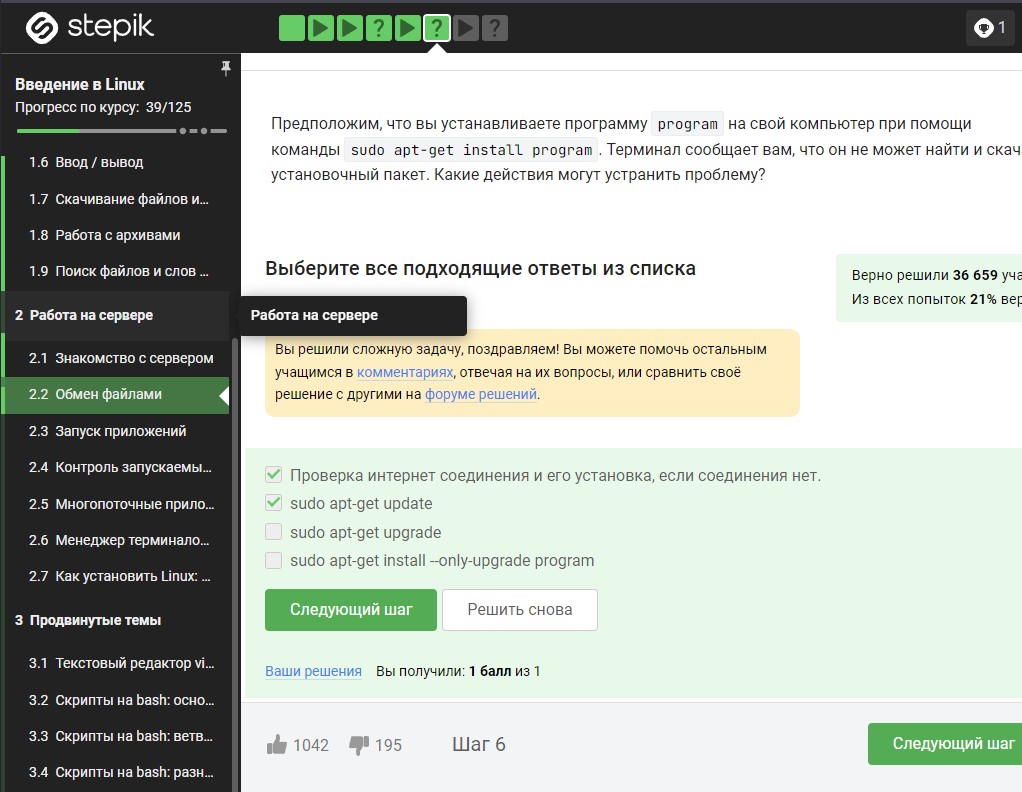 stepik
?
?
?
1
Введение в Linux
Прогресс по курсу: 39/125
1.6 Ввод / вывод
1.7 Скачивание файлов и...
1.8 Работа с архивами
1.9 Поиск файлов и слов ...
2 Работа на сервере
2.1 Знакомство с сервером
2.2 Обмен файлами
2.3 Запуск приложений
2.4 Контроль запускаемы...
2.5 Многопоточные прило...
2.6 Менеджер терминало...
2.7 Как установить Linux: ...
3 Продвинутые темы
3.1 Текстовый редактор vi...
3.2 Скрипты на bash: осно...
3.3 Скрипты на bash: ветв...
3.4 Скрипты на bash: разн...
Работа на сервере
Предположим, что вы устанавливаете программу program на свой компьютер при помощи
команды sudo apt-get install program. Терминал сообщает вам, что он не может найти и скач
установочный пакет. Какие действия могут устранить проблему?
Выберите все подходящие ответы из списка
Верно решили 36 659 уча
Из всех попыток 21% вер
Вы решили сложную задачу, поздравляем! Вы можете помочь остальным
учащимся в комментариях, отвечая на их вопросы, или сравнить своё
решение с другими на форуме решений.
Проверка интернет соединения и его установка, если соединения нет.
sudo apt-get update
sudo apt-get upgrade
sudo apt-get install --only-upgrade program
Следующий шаг
Решить снова
Ваши решения Вы получили: 1 балл из 1
1042
195
Шаг 6
Следующий шаг